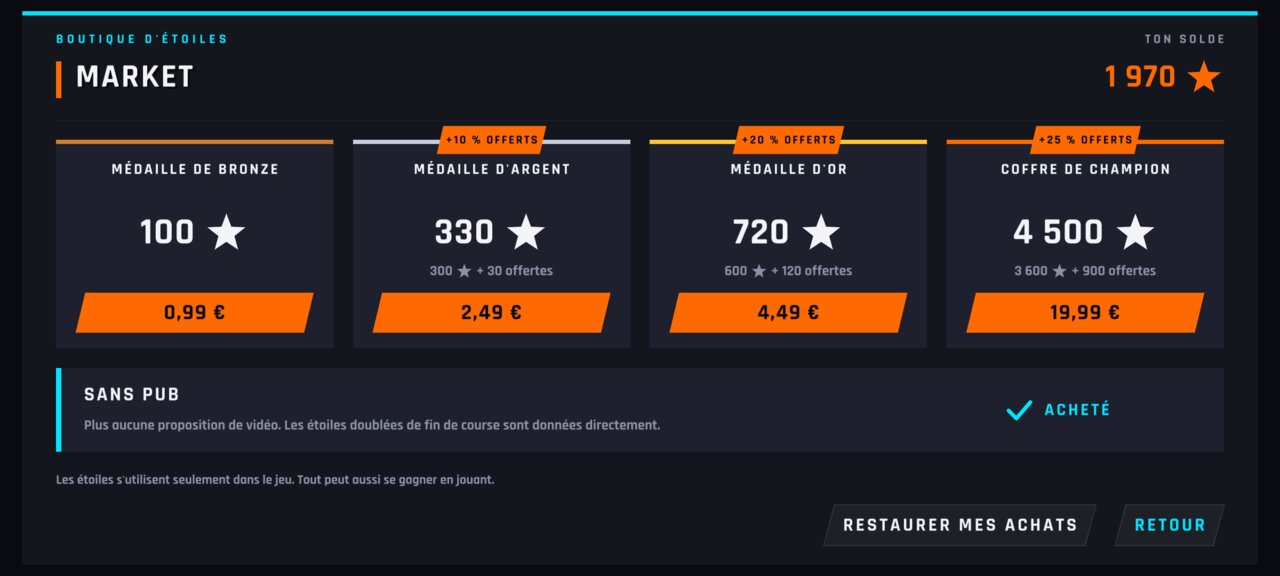 BOUTIQUE D'ÉTOILES
TON SOLDE
MARKET
1 970 ★
+10 % OFFERTS
+20 % OFFERTS
+25 % OFFERTS
MÉDAILLE DE BRONZE
MÉDAILLE D'ARGENT
MÉDAILLE D'OR
COFFRE DE CHAMPION
100 ★
330 ★
720 ★
4 500 ★
300 ★ + 30 offertes
600 ★ + 120 offertes
3 600 ★ + 900 offertes
0,99 €
2,49 €
4,49 €
19,99 €
SANS PUB
Plus aucune proposition de vidéo. Les étoiles doublées de fin de course sont données directement.
✓ ACHETÉ
Les étoiles s'utilisent seulement dans le jeu. Tout peut aussi se gagner en jouant.
RESTAURER MES ACHATS
RETOUR